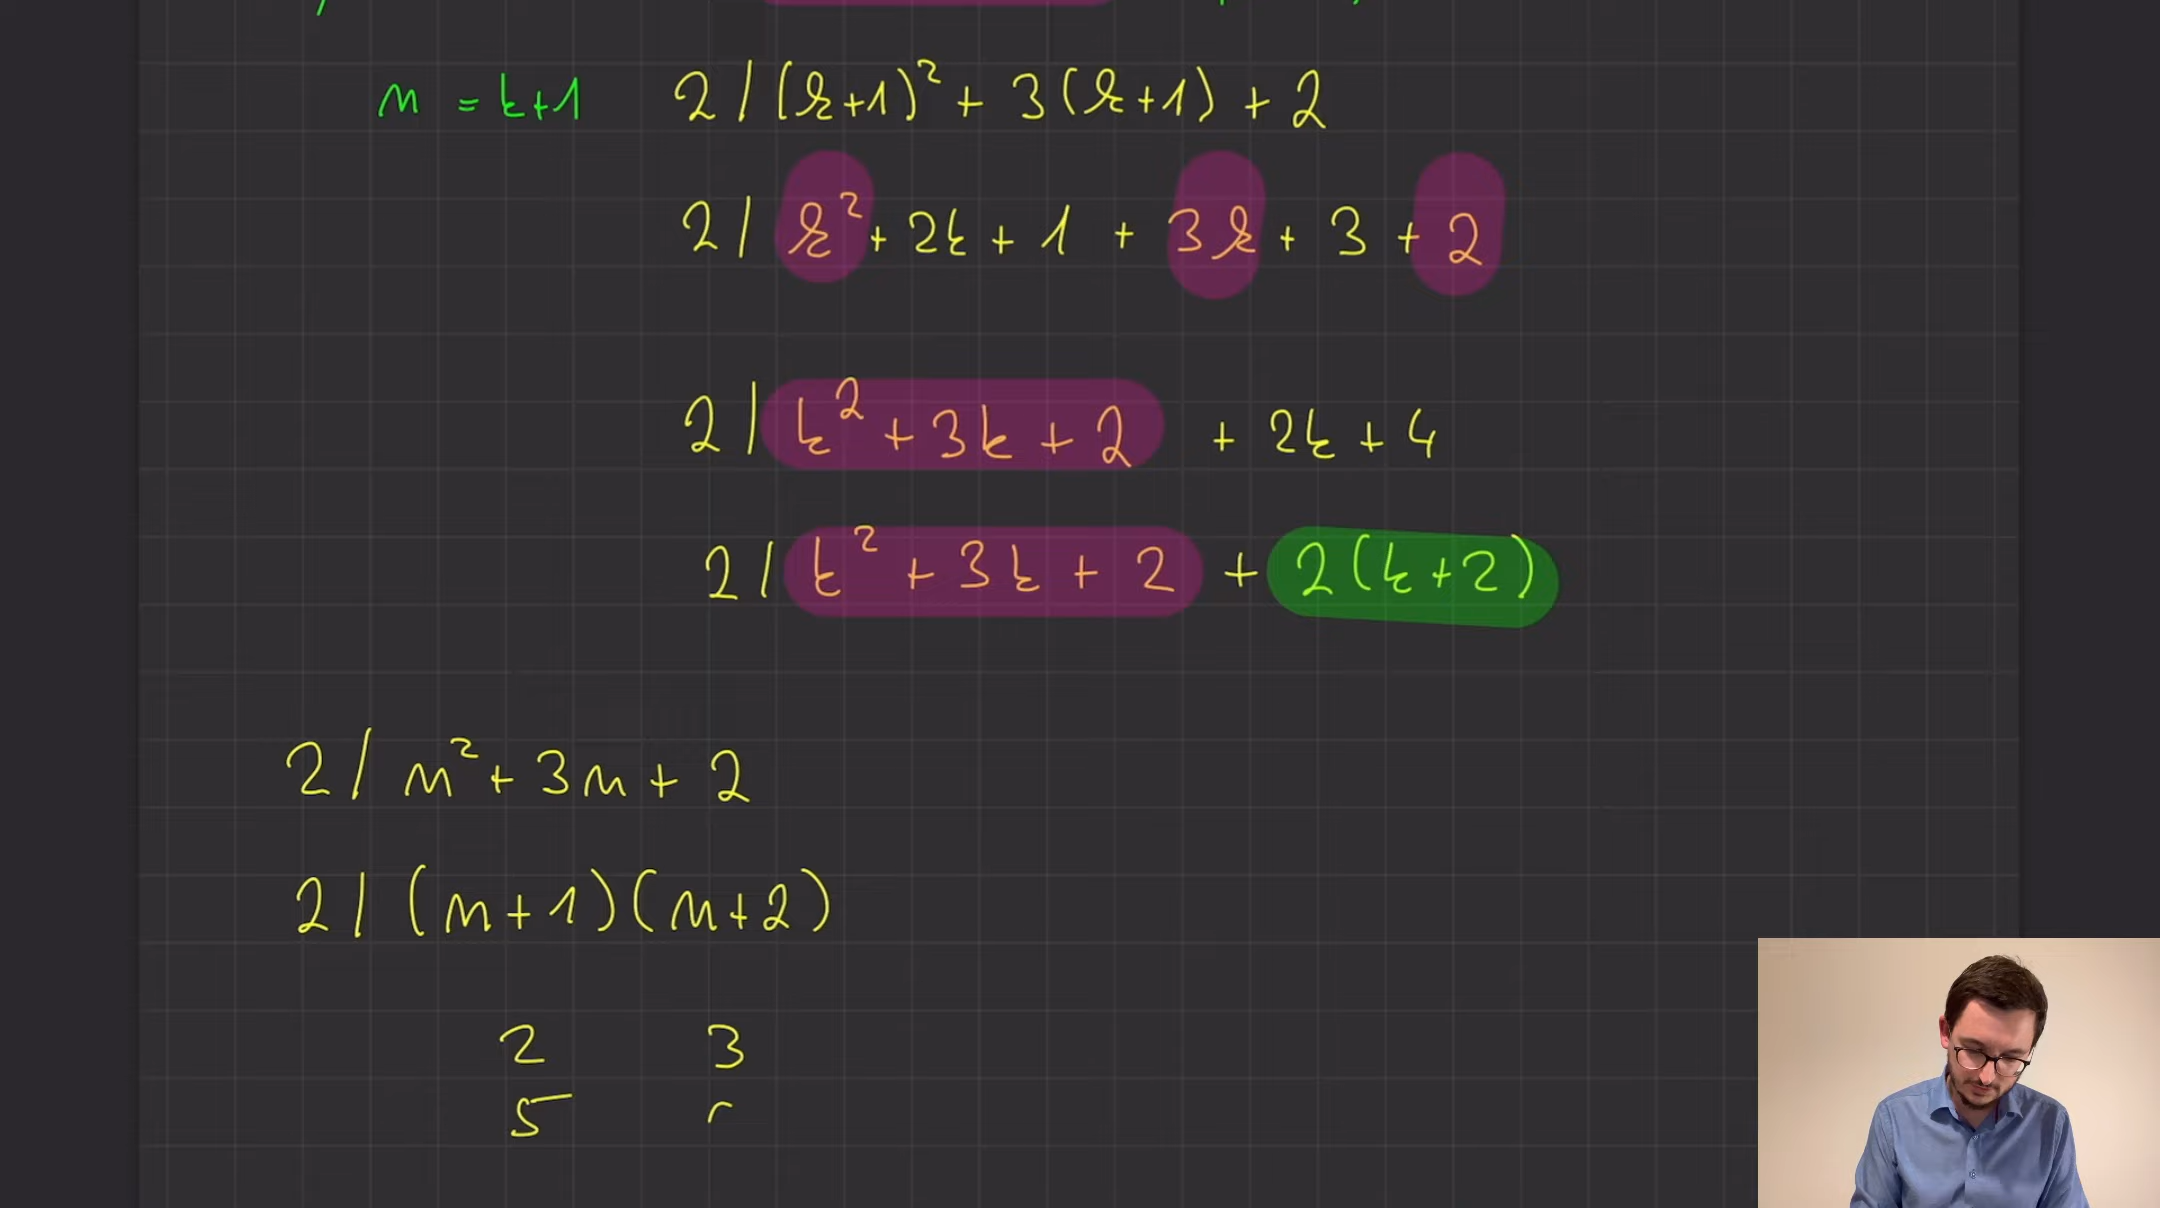 n = k+1 2 | (k+1)² + 3(k+1) + 2
2 | k² + 2k + 1 + 3k + 3 + 2
2 | k² + 3k + 2 + 2k + 4
2 | k² + 3k + 2 + 2(k+2)
2 | n² + 3n + 2
2 | (n+1)(n+2)
2 3
5